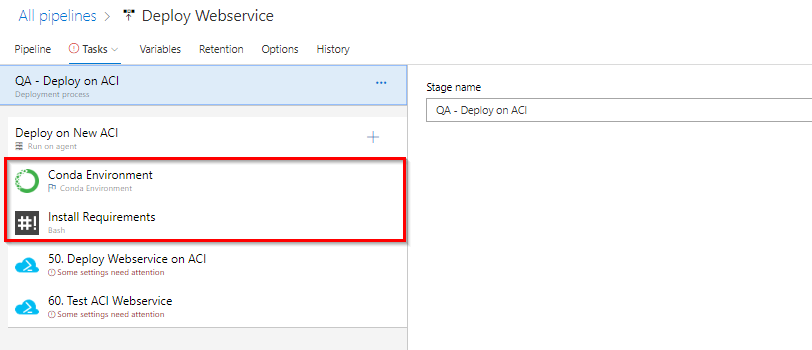 All pipelines > Deploy Webservice
Pipeline Tasks Variables Retention Options History
QA - Deploy on ACI ...
Deployment process
Stage name
QA - Deploy on ACI
Deploy on New ACI +
Run on agent
Conda Environment
Conda Environment
#! Install Requirements
Bash
50. Deploy Webservice on ACI
Some settings need attention
60. Test ACI Webservice
Some settings need attention